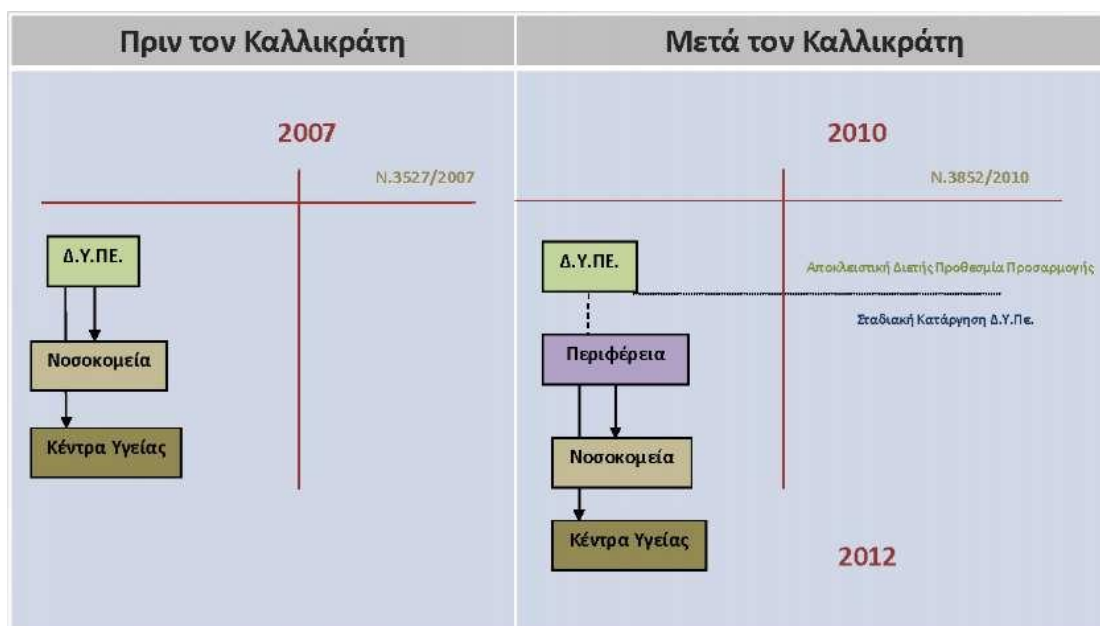 Πριν τον Καλλικράτη
Μετά τον Καλλικράτη
2007
Ν.3527/2007
Δ.Υ.ΠΕ.
Νοσοκομεία
Κέντρα Υγείας
2010
Ν.3852/2010
Δ.Υ.ΠΕ.
Αποκλειστική Διετής Προθεσμία Προσαρμογής
Σταδιακή Κατάργηση Δ.Υ.Πε.
Περιφέρεια
Νοσοκομεία
Κέντρα Υγείας
2012